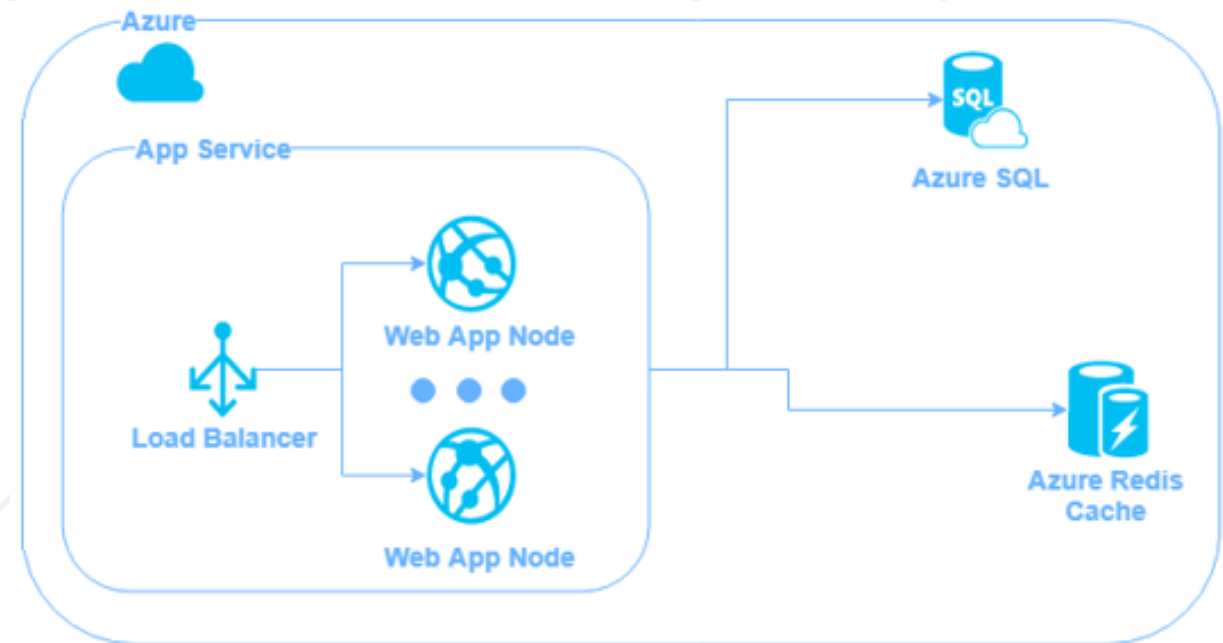 Azure
App Service
SQL
Azure SQL
Web App Node
Load Balancer
Web App Node
Azure Redis
Cache